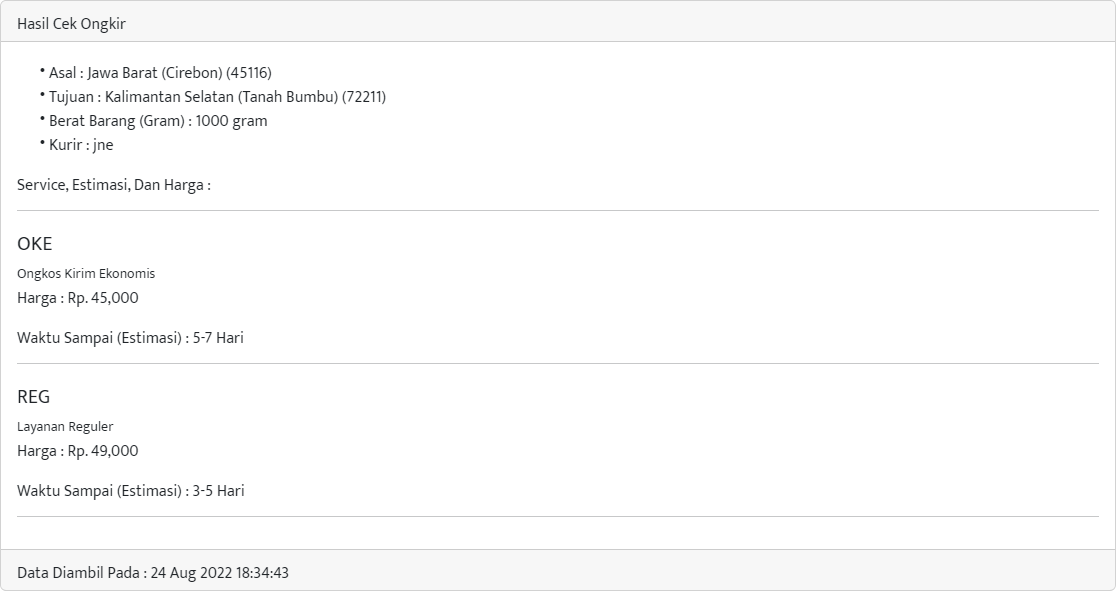 Hasil Cek Ongkir
• Asal : Jawa Barat (Cirebon) (45116)
• Tujuan : Kalimantan Selatan (Tanah Bumbu) (72211)
• Berat Barang (Gram) : 1000 gram
• Kurir : jne
Service, Estimasi, Dan Harga :
OKE
Ongkos Kirim Ekonomis
Harga : Rp. 45,000
Waktu Sampai (Estimasi) : 5-7 Hari
REG
Layanan Reguler
Harga : Rp. 49,000
Waktu Sampai (Estimasi) : 3-5 Hari
Data Diambil Pada : 24 Aug 2022 18:34:43